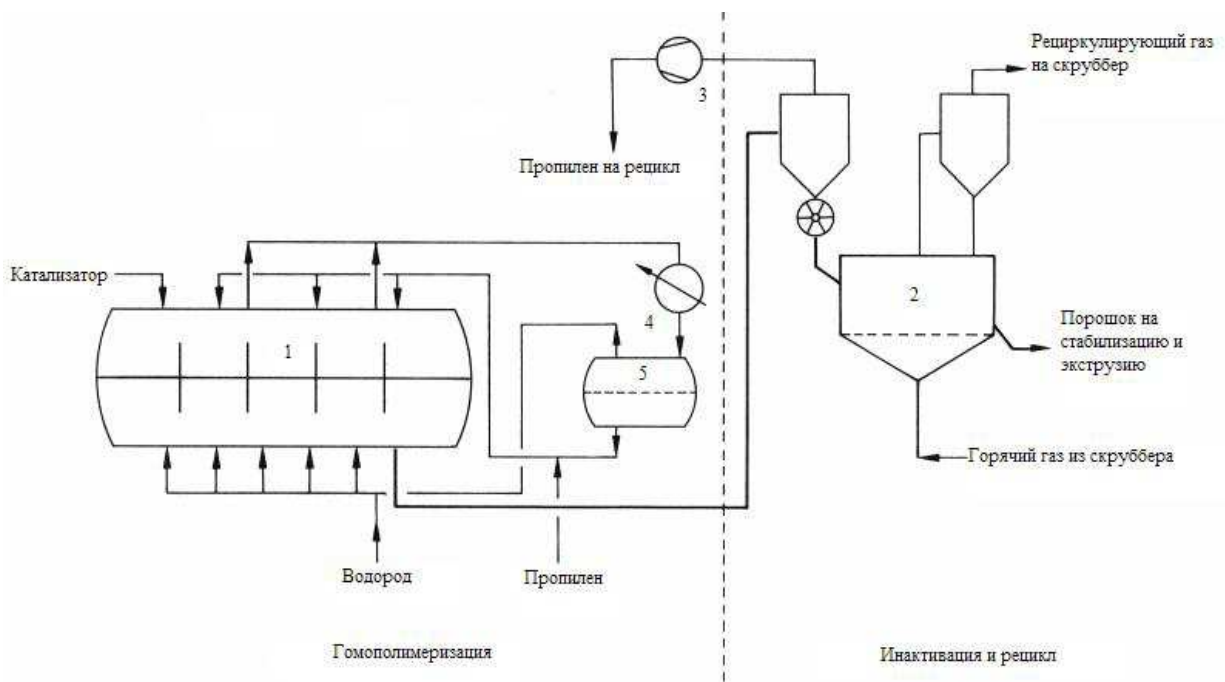 Рециркулирующий газ
на скруббер
3
Пропилен на рецикл
Катализатор
1
4
5
2
Порошок на
стабилизацию и
экструзию
Горячий газ из скруббера
Водород
Пропилен
Гомополимеризация
Инактивация и рецикл